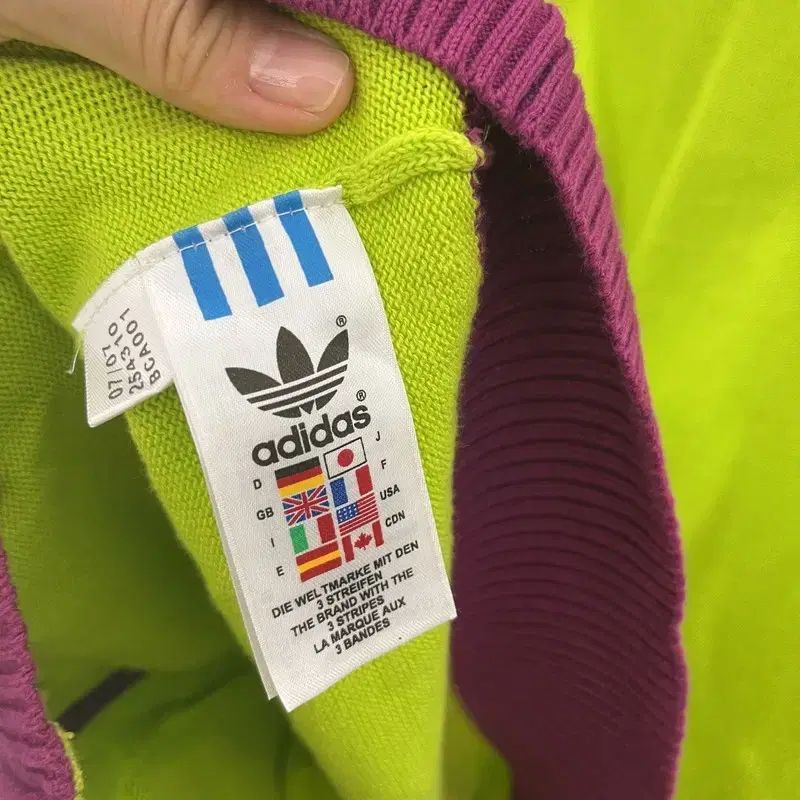 07/07
254310
BCA001
®
adidas®
D J
GB F
I USA
E CDN
DIE WELTMARKE MIT DEN
3 STREIFEN
THE BRAND WITH THE
3 STRIPES
LA MARQUE AUX
3 BANDES